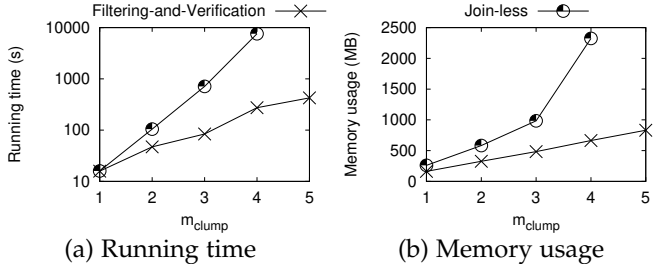 Filtering-and-Verification
Join-less
Running time (s)
10000
1000
100
10
1 2 3 4 5
m_clump
(a) Running time
Memory usage (MB)
2500
2000
1500
1000
500
0
1 2 3 4 5
m_clump
(b) Memory usage